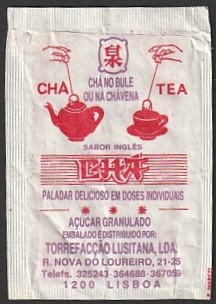 CHÁ NO BULE
OU NA CHÁVENA
CHÁ TEA
SABOR INGLÊS
CHÁ
PALADAR DELICIOSO EM DOSES INDIVIDUAIS
AÇÚCAR GRANULADO
EMBALADO E DISTRIBUIDO POR:
TORREFACÇÃO LUSITANA, LDA.
R. NOVA DO LOUREIRO, 21-25
Telefs. 325243-364688-367059
1200 LISBOA